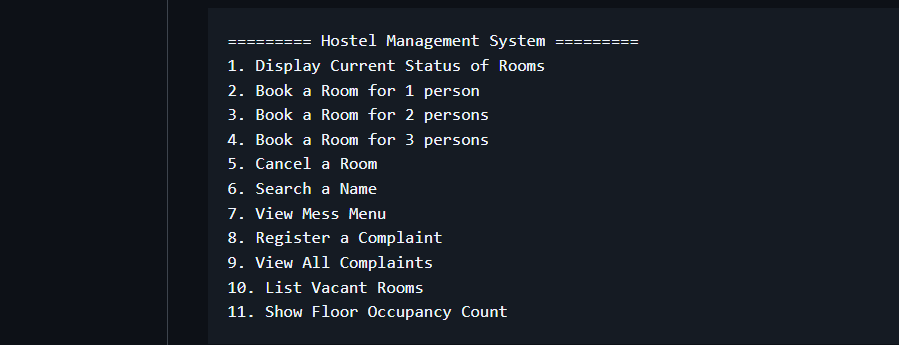 ========= Hostel Management System =========
1. Display Current Status of Rooms
2. Book a Room for 1 person
3. Book a Room for 2 persons
4. Book a Room for 3 persons
5. Cancel a Room
6. Search a Name
7. View Mess Menu
8. Register a Complaint
9. View All Complaints
10. List Vacant Rooms
11. Show Floor Occupancy Count